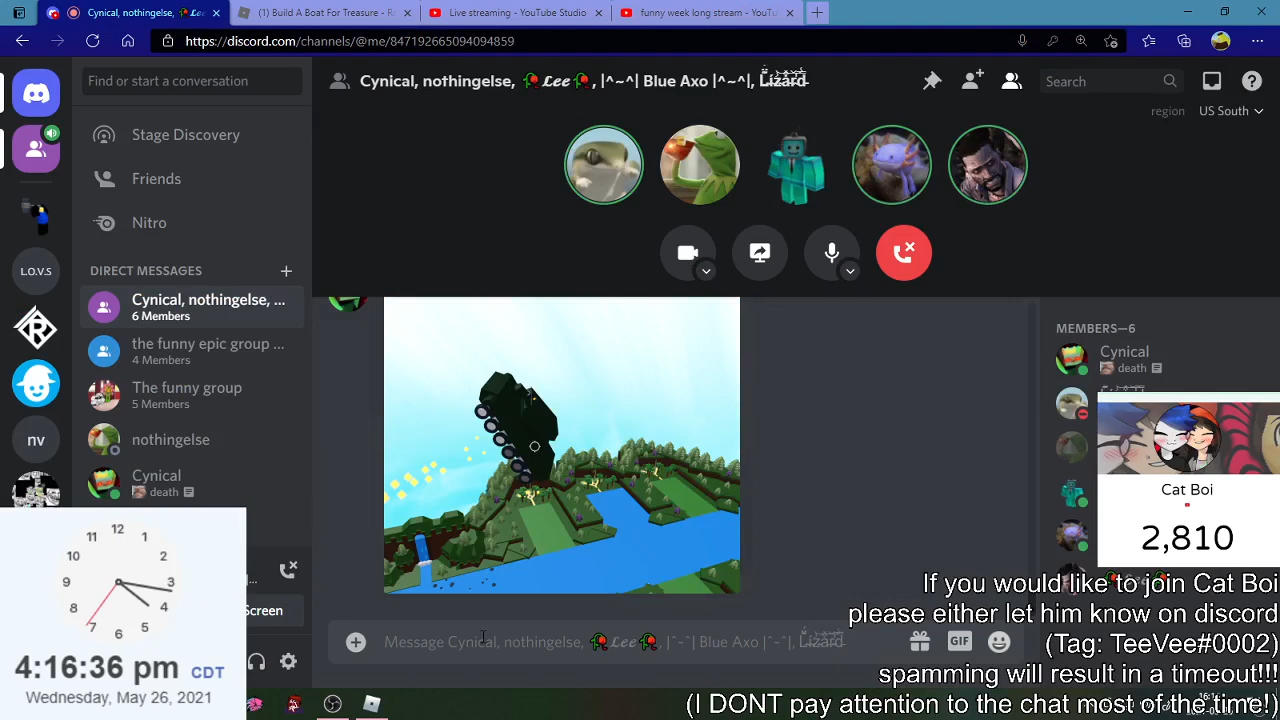 Cynical, nothingelse, Lee
(1) Build A Boat For Treasure - R
Live streaming - YouTube Studio
funny week long stream - YouTu
https://discord.com/channels/@me/847192665094094859
Find or start a conversation
Cynical, nothingelse, Lee, |^~^| Blue Axo |^~^|, Lizard
Search
region
US South
Stage Discovery
Friends
Nitro
DIRECT MESSAGES
Cynical, nothingelse, ...
6 Members
the funny epic group ...
4 Members
The funny group
5 Members
nothingelse
Cynical
death
L.O.V.S
nv
MEMBERS—6
Cynical
death
Cat Boi
2,810
12
11
1
10
2
9
3
8
4
7
5
6
Screen
4:16:36 pm CDT
Wednesday, May 26, 2021
Message Cynical, nothingelse, Lee, |^~^| Blue Axo |^~^|, Lizard
GIF
If you would like to join Cat Boi
please either let him know on discord
(Tag: TeeVee#0002)
spamming will result in a timeout!!!
(I DONT pay attention to the chat most of the time!)